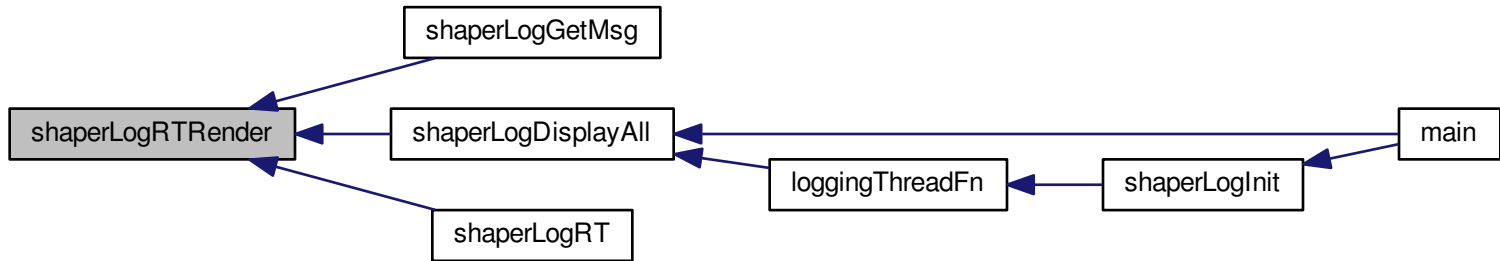 shaperLogGetMsg
shaperLogRTRender
shaperLogDisplayAll
main
loggingThreadFn
shaperLogInit
shaperLogRT